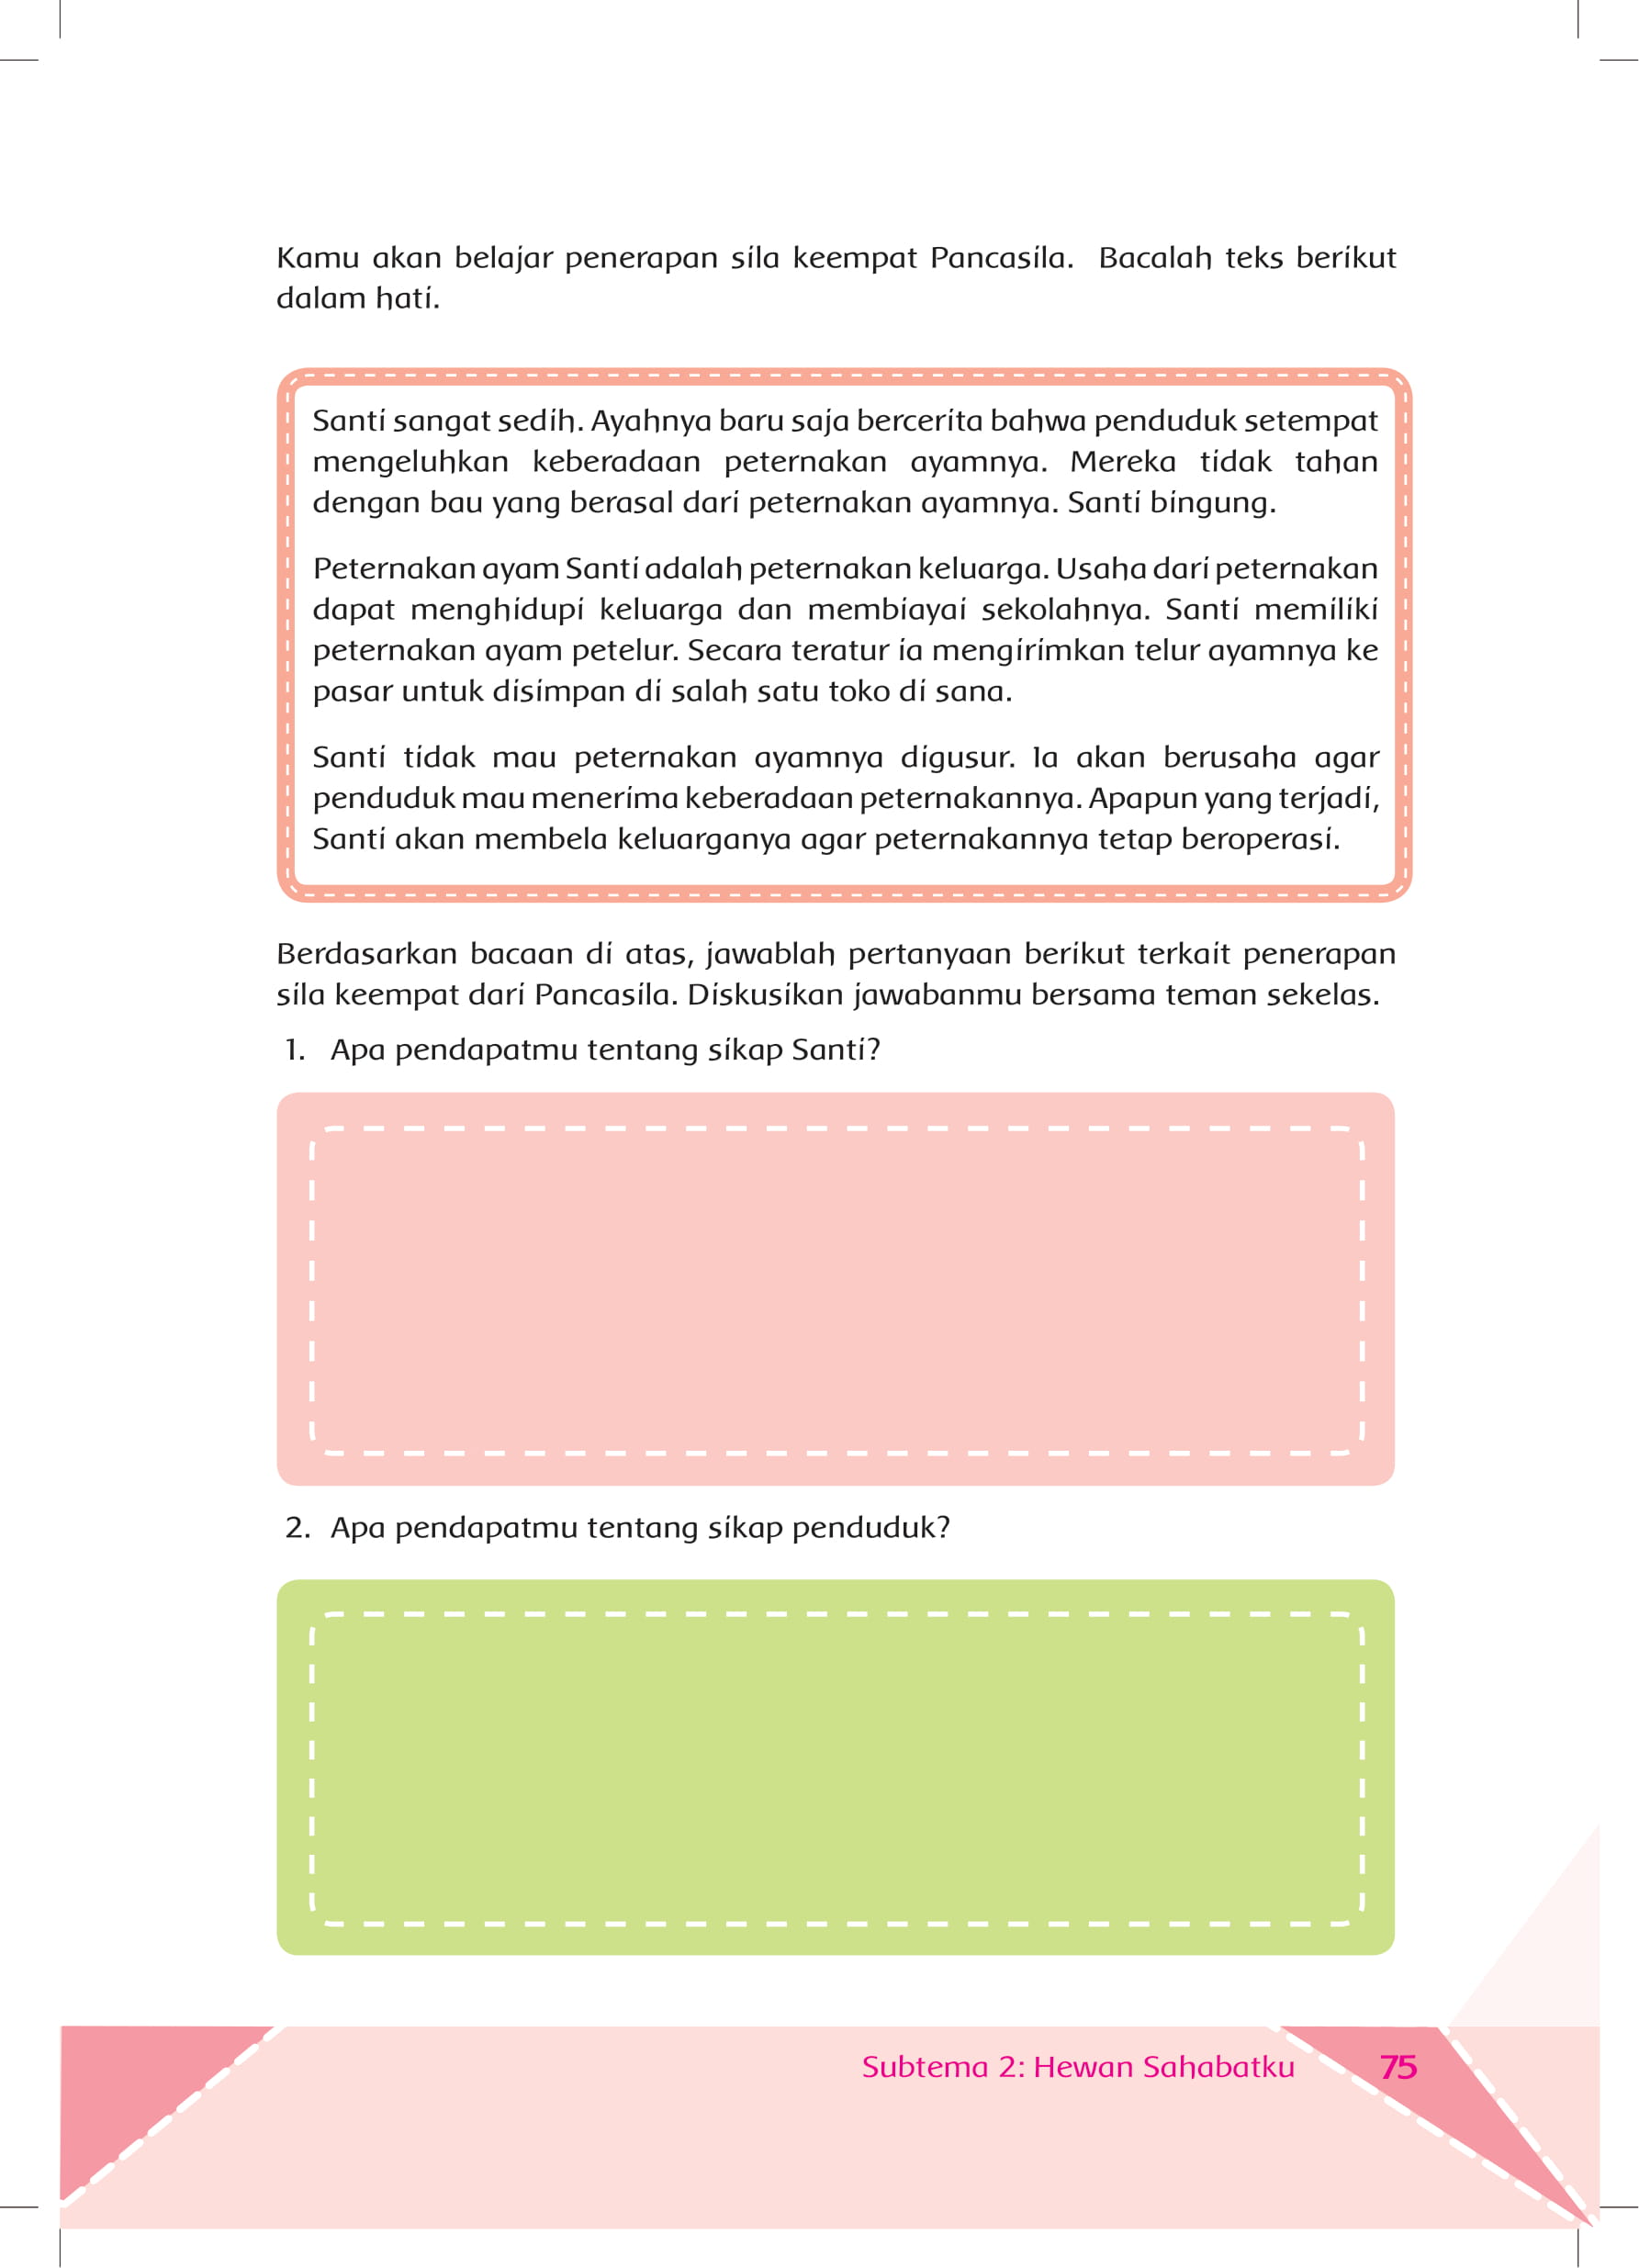 Kamu akan belajar penerapan sila keempat Pancasila. Bacalah teks berikut
dalam hati.
Santi sangat sedih. Ayahnya baru saja bercerita bahwa penduduk setempat
mengeluhkan keberadaan peternakan ayamnya. Mereka tidak tahan
dengan bau yang berasal dari peternakan ayamnya. Santi bingung.
Peternakan ayam Santi adalah peternakan keluarga. Usaha dari peternakan
dapat menghidupi keluarga dan membiayai sekolahnya. Santi memiliki
peternakan ayam petelur. Secara teratur ia mengirimkan telur ayamnya ke
pasar untuk disimpan di salah satu toko di sana.
Santi tidak mau peternakan ayamnya digusur. Ia akan berusaha agar
penduduk mau menerima keberadaan peternakannya. Apapun yang terjadi,
Santi akan membela keluarganya agar peternakannya tetap beroperasi.
Berdasarkan bacaan di atas, jawablah pertanyaan berikut terkait penerapan
sila keempat dari Pancasila. Diskusikan jawabanmu bersama teman sekelas.
1. Apa pendapatmu tentang sikap Santi?
2. Apa pendapatmu tentang sikap penduduk?
Subtema 2: Hewan Sahabatku 75